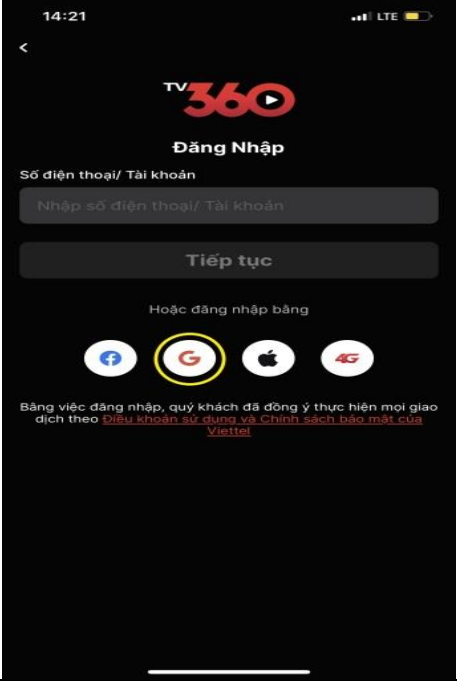 14:21
LTE
TV360
Đăng Nhập
Số điện thoại/ Tài khoản
Nhập số điện thoại/ Tài khoản
Tiếp tục
Hoặc đăng nhập bằng
4G
Bằng việc đăng nhập, quý khách đã đồng ý thực hiện mọi giao
dịch theo Điều khoản sử dụng và Chính sách bảo mật của
Viettel